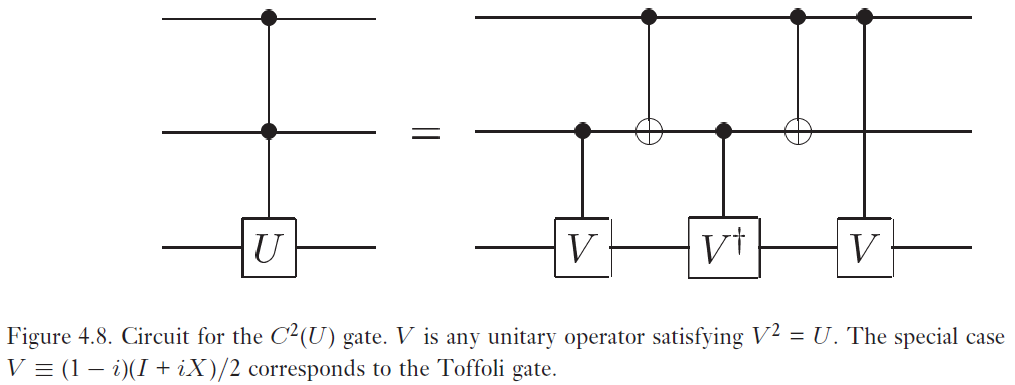 =
U
V
V†
V
Figure 4.8. Circuit for the C²(U) gate. V is any unitary operator satisfying V² = U. The special case
V ≡ (1 − i)(I + iX)/2 corresponds to the Toffoli gate.